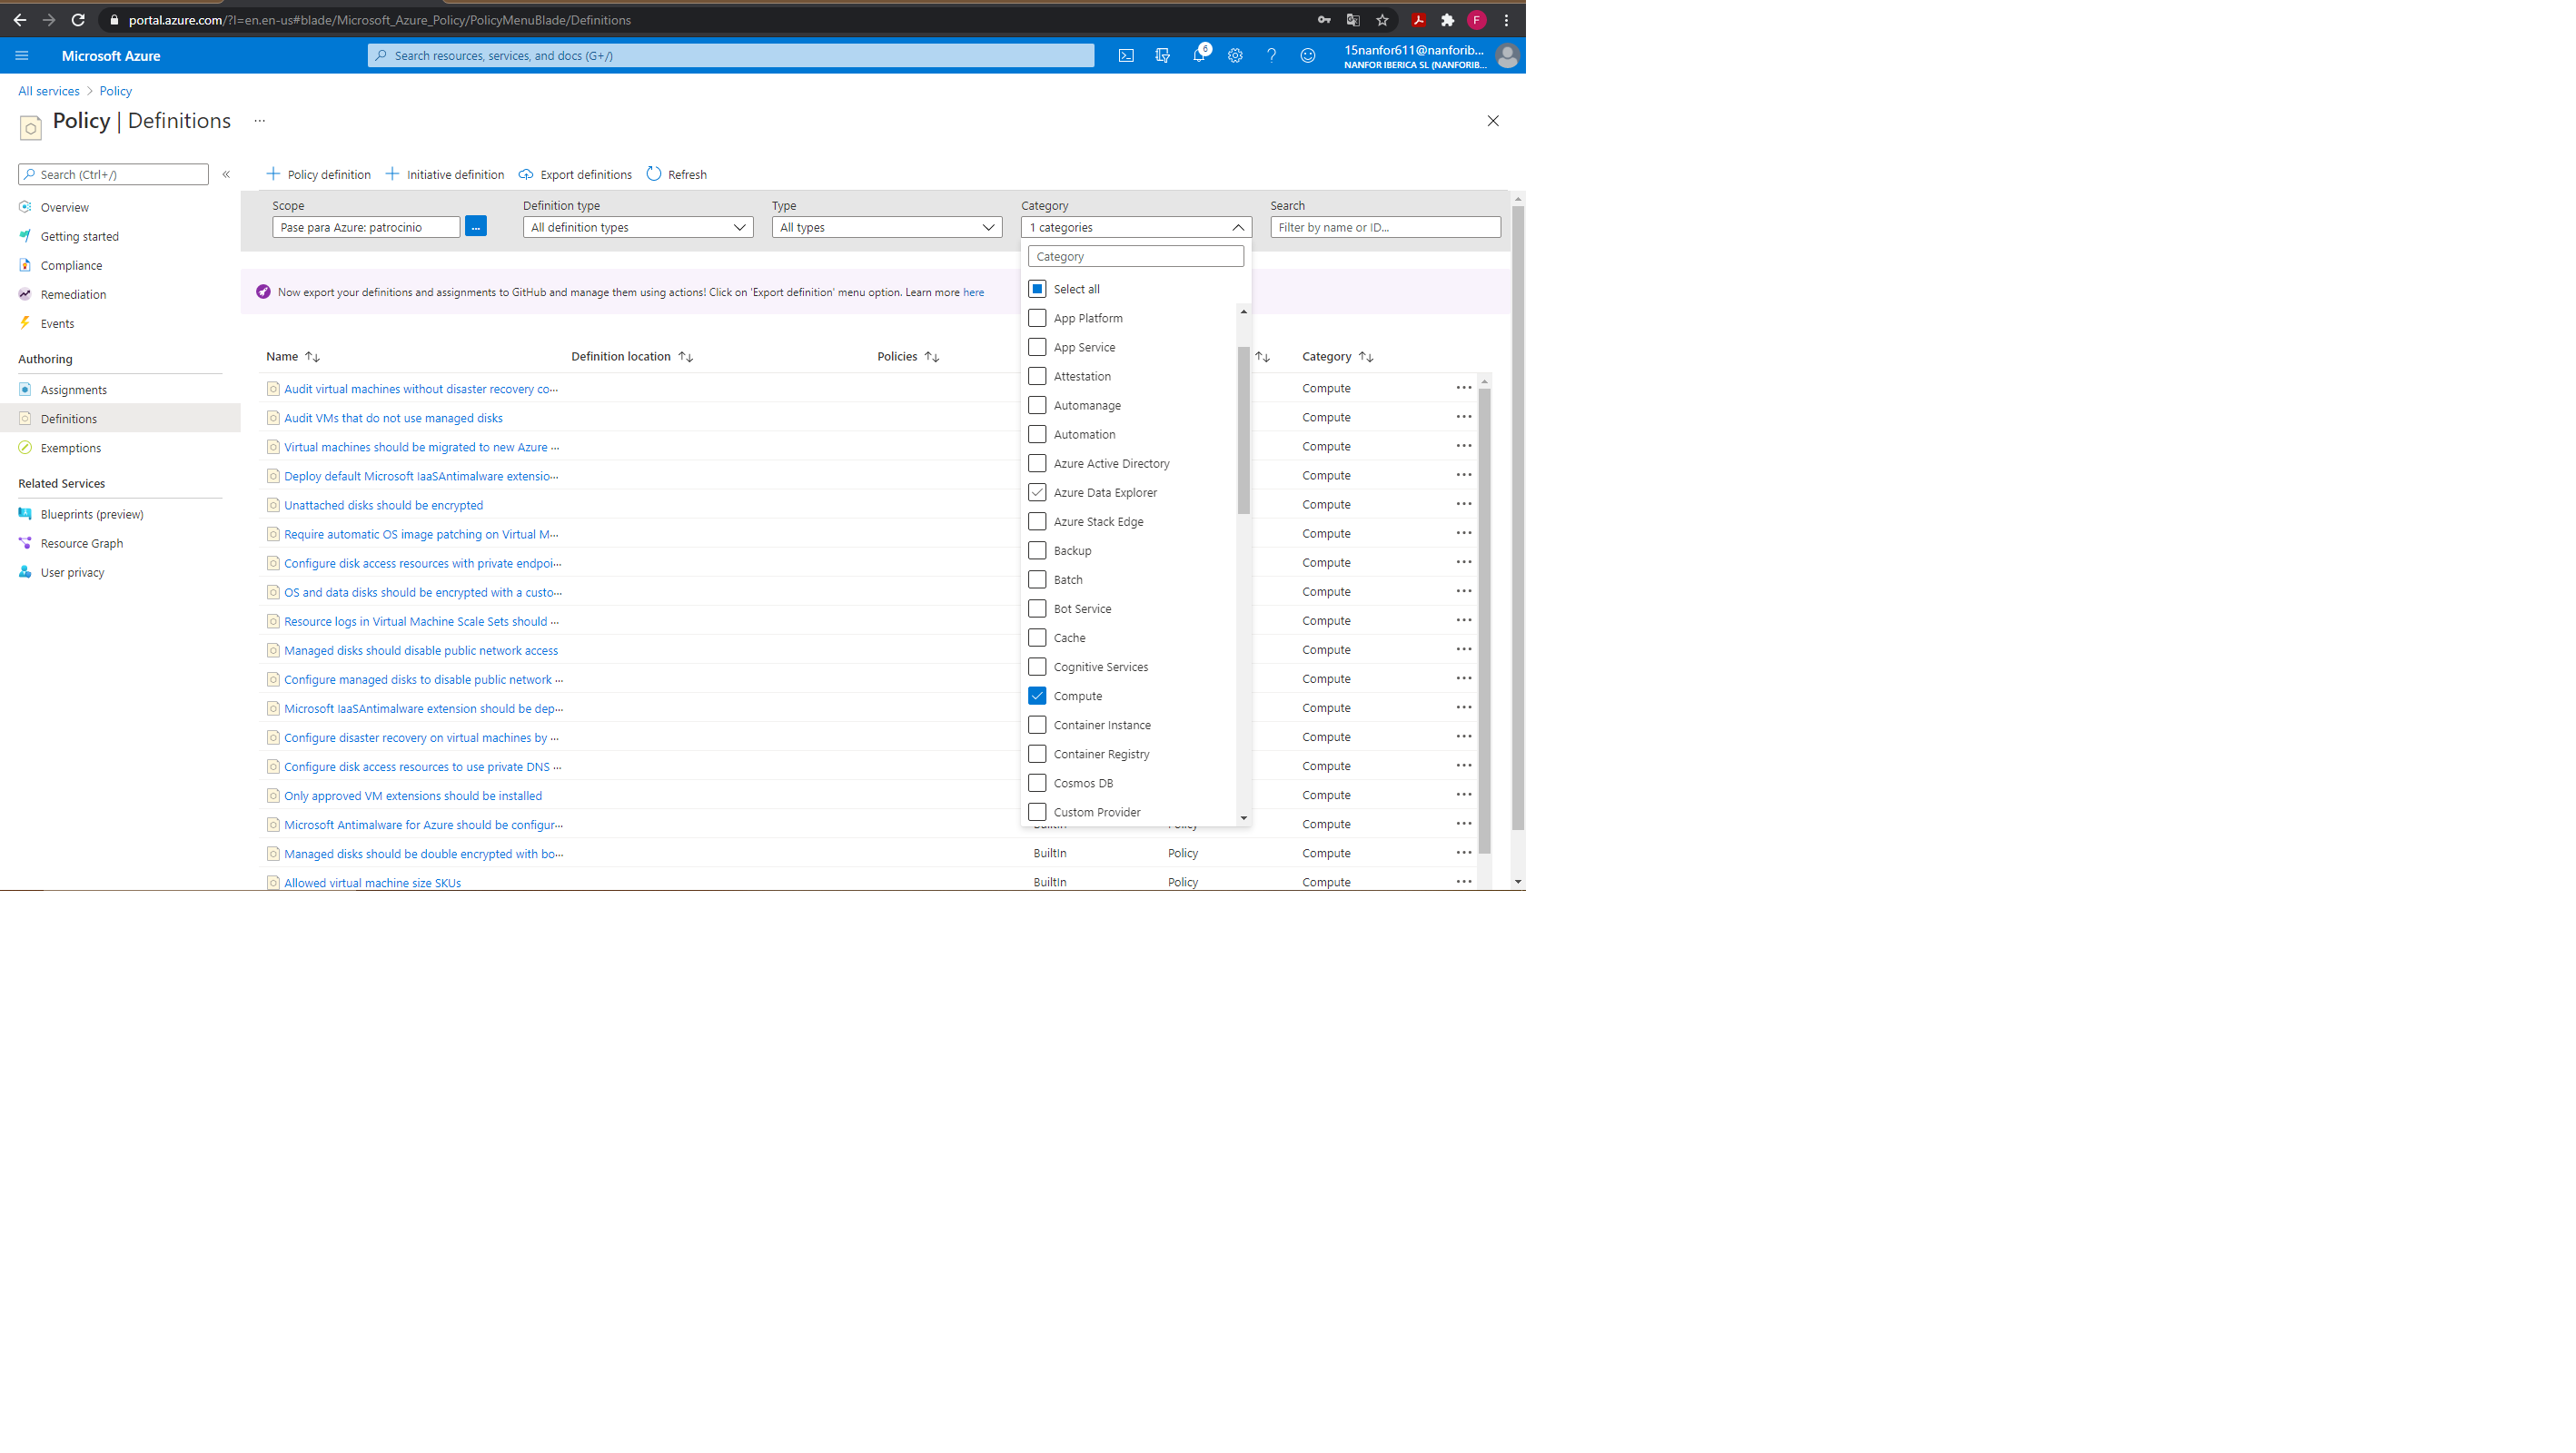 portal.azure.com/?l=en.en-us#blade/Microsoft_Azure_Policy/PolicyMenuBlade/Definitions
F
Microsoft Azure
Search resources, services, and docs (G+/)
6
15nanfor611@nanforib...
NANFOR IBERICA SL (NANFORIB...
All services > Policy
Policy | Definitions ...
Search (Ctrl+/)
«
Policy definition
Initiative definition
Export definitions
Refresh
Overview
Getting started
Compliance
Remediation
Events
Authoring
Assignments
Definitions
Exemptions
Related Services
Blueprints (preview)
Resource Graph
User privacy
Scope
Pase para Azure: patrocinio
...
Definition type
All definition types
Type
All types
Category
1 categories
Search
Filter by name or ID...
Category
Select all
App Platform
App Service
Attestation
Automanage
Automation
Azure Active Directory
Azure Data Explorer
Azure Stack Edge
Backup
Batch
Bot Service
Cache
Cognitive Services
Compute
Container Instance
Container Registry
Cosmos DB
Custom Provider
Now export your definitions and assignments to GitHub and manage them using actions! Click on 'Export definition' menu option. Learn more here
Name Definition location Policies Category
Audit virtual machines without disaster recovery co... Compute
Audit VMs that do not use managed disks Compute
Virtual machines should be migrated to new Azure ... Compute
Deploy default Microsoft IaaSAntimalware extensio... Compute
Unattached disks should be encrypted Compute
Require automatic OS image patching on Virtual M... Compute
Configure disk access resources with private endpoi... Compute
OS and data disks should be encrypted with a custo... Compute
Resource logs in Virtual Machine Scale Sets should ... Compute
Managed disks should disable public network access Compute
Configure managed disks to disable public network ... Compute
Microsoft IaaSAntimalware extension should be dep... Compute
Configure disaster recovery on virtual machines by ... Compute
Configure disk access resources to use private DNS ... Compute
Only approved VM extensions should be installed Compute
Microsoft Antimalware for Azure should be configur... BuiltIn Policy Compute
Managed disks should be double encrypted with bo... BuiltIn Policy Compute
Allowed virtual machine size SKUs BuiltIn Policy Compute